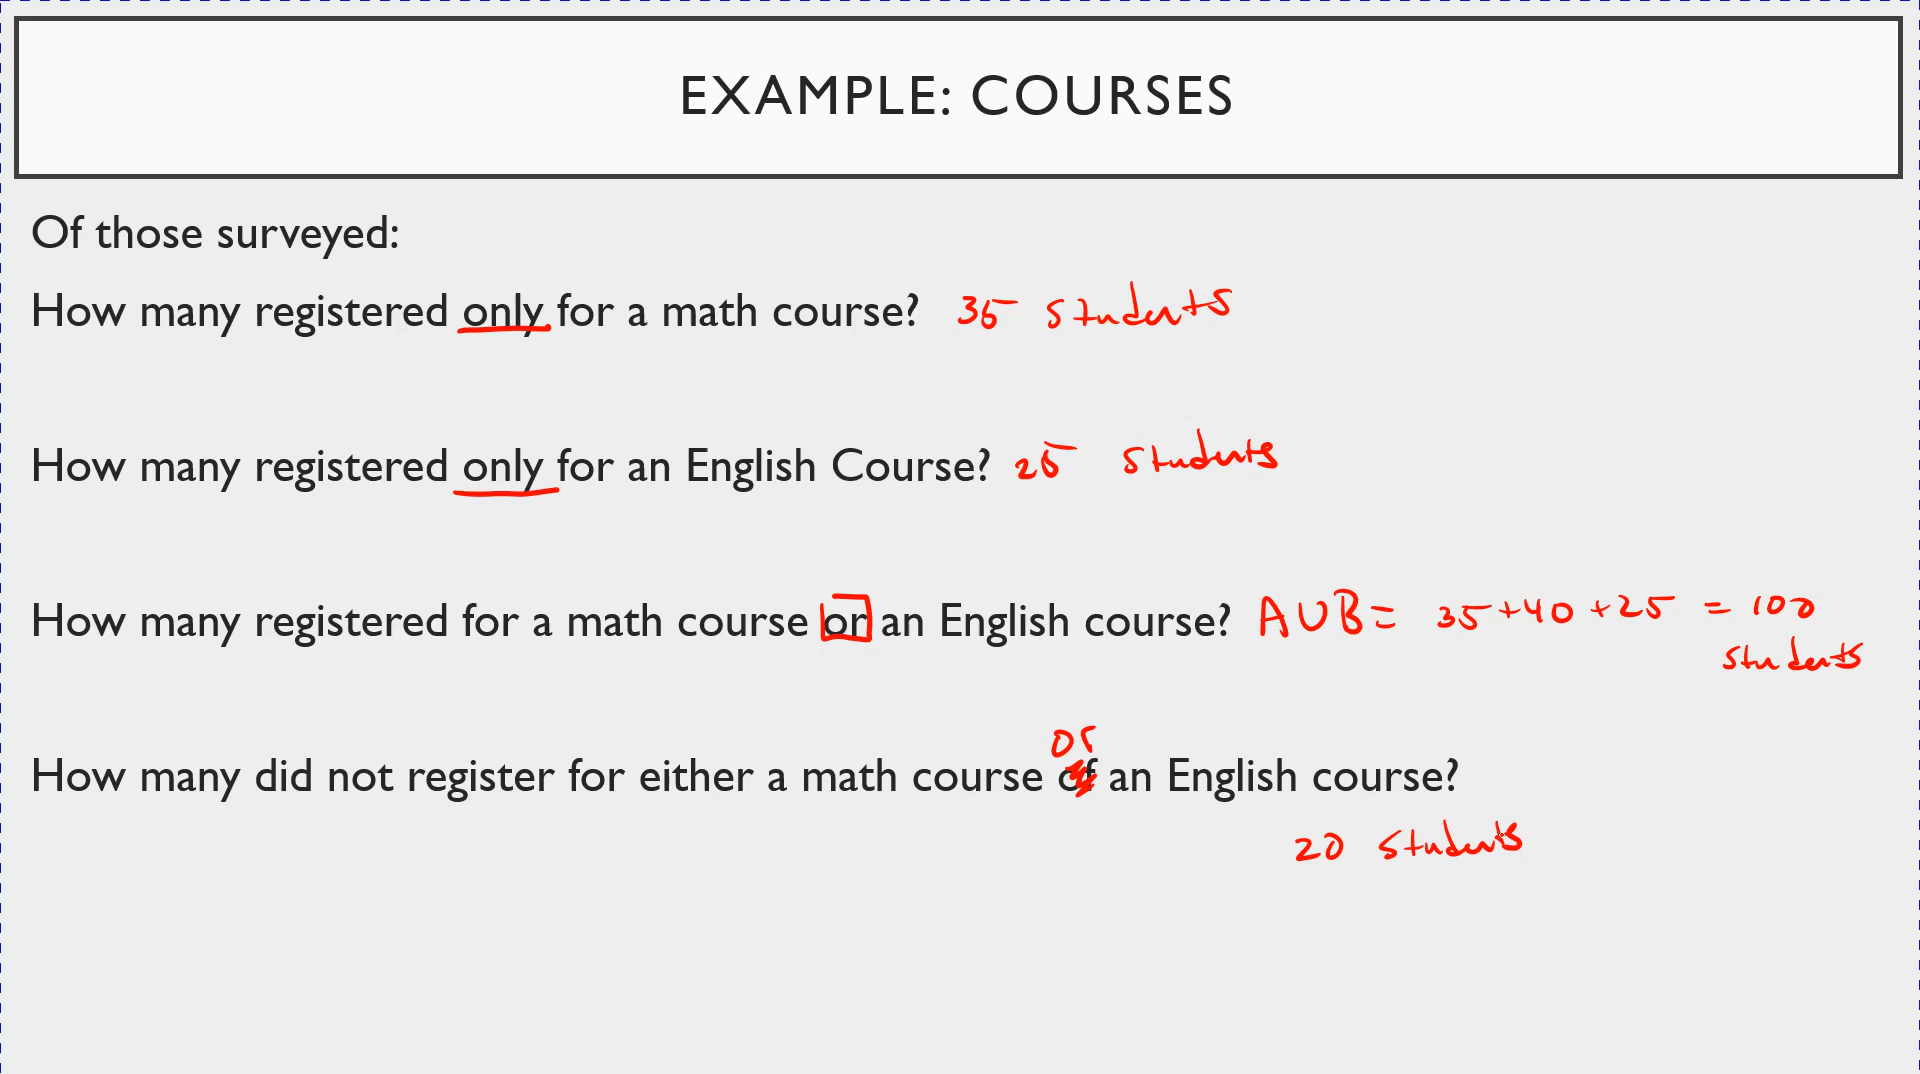 EXAMPLE: COURSES
Of those surveyed:
How many registered only for a math course? 35 students
How many registered only for an English Course? 25 students
How many registered for a math course or an English course? A∪B = 35+40+25 = 100
students
or
How many did not register for either a math course of an English course?
20 students